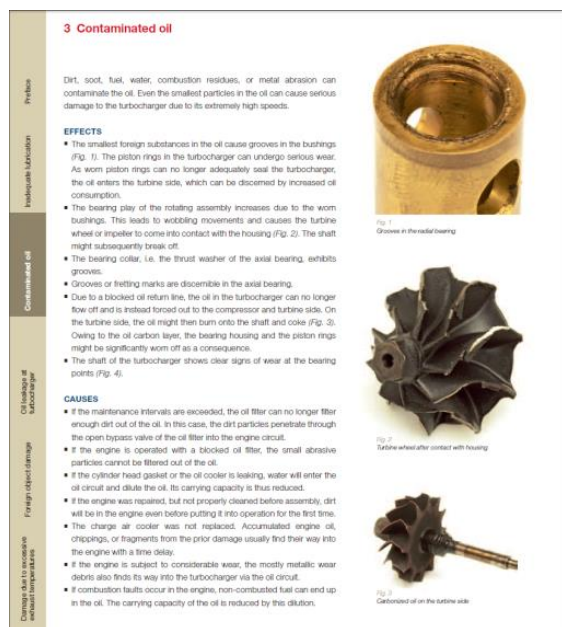 3 Contaminated oil
Preface
Inadequate lubrication
Contaminated oil
Oil leakage at
turbocharger
Foreign object damage
Damage due to excessive
exhaust temperatures
Dirt, soot, fuel, water, combustion residues, or metal abrasion can
contaminate the oil. Even the smallest particles in the oil can cause serious
damage to the turbocharger due to its extremely high speeds.
EFFECTS
▪ The smallest foreign substances in the oil cause grooves in the bushings
(Fig. 1). The piston rings in the turbocharger can undergo serious wear.
As worn piston rings can no longer adequately seal the turbocharger,
the oil enters the turbine side, which can be discerned by increased oil
consumption.
▪ The bearing play of the rotating assembly increases due to the worn
bushings. This leads to wobbling movements and causes the turbine
wheel or impeller to come into contact with the housing (Fig. 2). The shaft
might subsequently break off.
▪ The bearing collar, i.e. the thrust washer of the axial bearing, exhibits
grooves.
▪ Grooves or fretting marks are discernible in the axial bearing.
▪ Due to a blocked oil return line, the oil in the turbocharger can no longer
flow off and is instead forced out to the compressor and turbine side. On
the turbine side, the oil might then burn onto the shaft and coke (Fig. 3).
Owing to the oil carbon layer, the bearing housing and the piston rings
might be significantly worn off as a consequence.
▪ The shaft of the turbocharger shows clear signs of wear at the bearing
points (Fig. 4).
CAUSES
▪ If the maintenance intervals are exceeded, the oil filter can no longer filter
enough dirt out of the oil. In this case, the dirt particles penetrate through
the open bypass valve of the oil filter into the engine circuit.
▪ If the engine is operated with a blocked oil filter, the small abrasive
particles cannot be filtered out of the oil.
▪ If the cylinder head gasket or the oil cooler is leaking, water will enter the
oil circuit and dilute the oil. Its carrying capacity is thus reduced.
▪ If the engine was repaired, but not properly cleaned before assembly, dirt
will be in the engine even before putting it into operation for the first time.
▪ The charge air cooler was not replaced. Accumulated engine oil,
chippings, or fragments from the prior damage usually find their way into
the engine with a time delay.
▪ If the engine is subject to considerable wear, the mostly metallic wear
debris also finds its way into the turbocharger via the oil circuit.
▪ If combustion faults occur in the engine, non-combusted fuel can end up
in the oil. The carrying capacity of the oil is reduced by this dilution.
Fig. 1
Grooves in the radial bearing
Fig. 2
Turbine wheel after contact with housing
Fig. 3
Carbonized oil on the turbine side